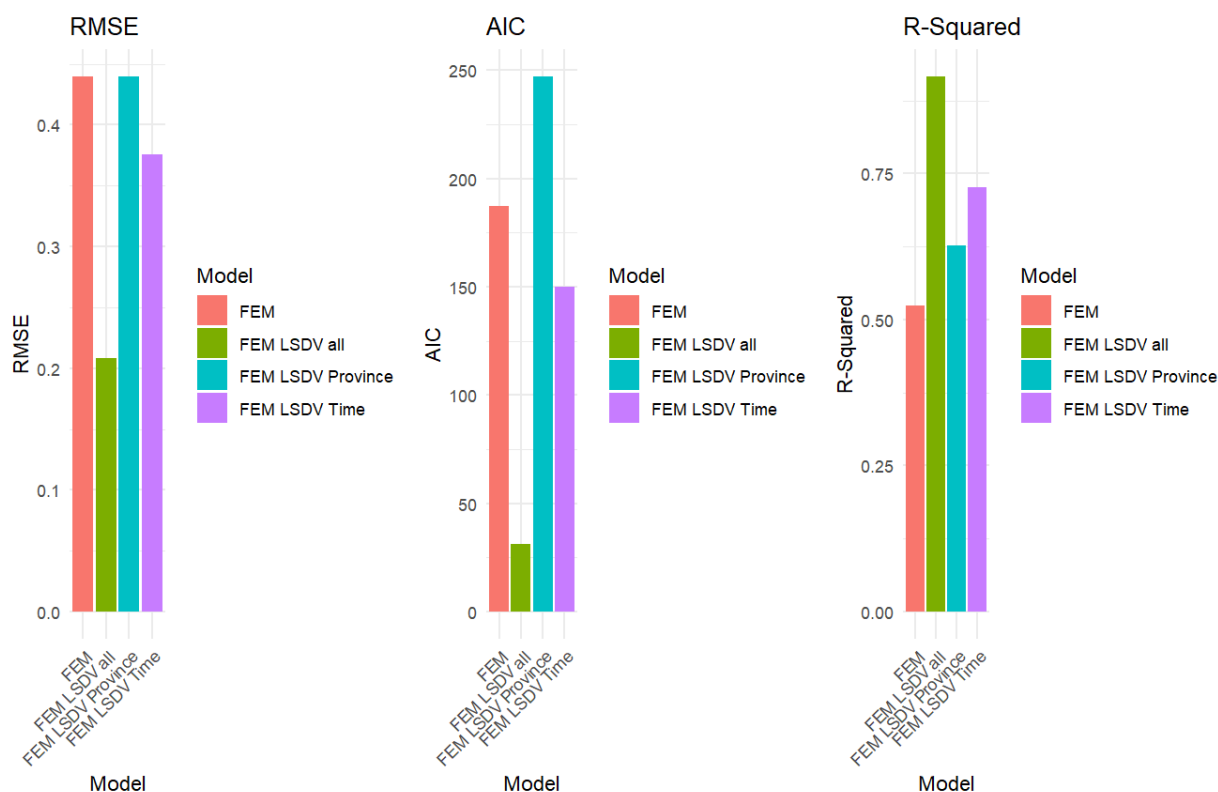 RMSE
RMSE
0.4
0.3
0.2
0.1
0.0
FEM
FEM LSDV all
LSDV Province
FEM LSDV Time
Model
Model
FEM
FEM LSDV all
FEM LSDV Province
FEM LSDV Time
AIC
AIC
250
200
150
100
50
0
FEM
FEM LSDV all
FEM LSDV Province
FEM LSDV Time
Model
Model
FEM
FEM LSDV all
FEM LSDV Province
FEM LSDV Time
R-Squared
R-Squared
0.75
0.50
0.25
0.00
FEM
FEM LSDV all
FEM LSDV Province
FEM LSDV Time
Model
Model
FEM
FEM LSDV all
FEM LSDV Province
FEM LSDV Time